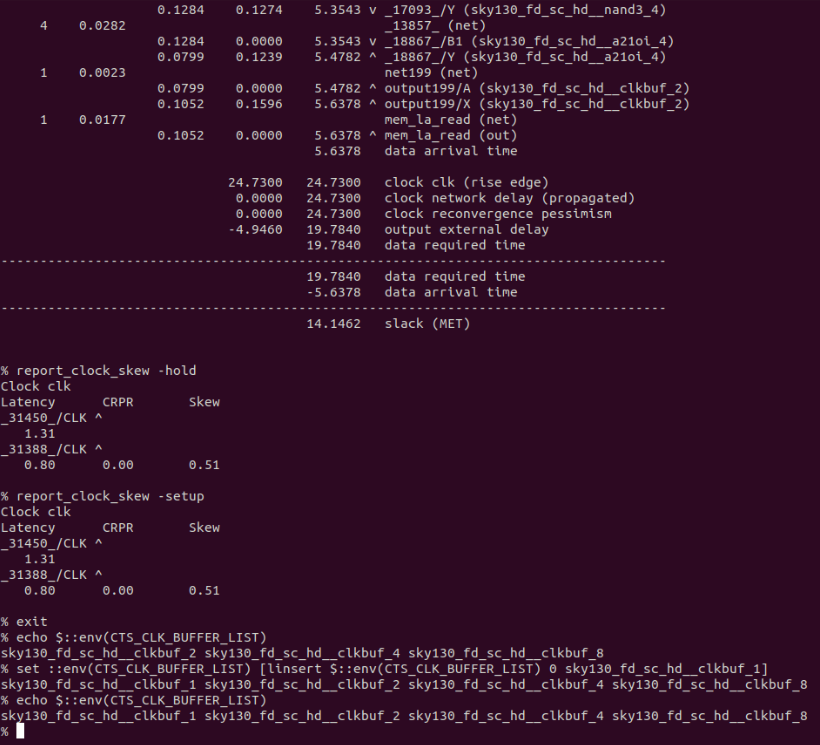 0.1284 0.1274 5.3543 v _17093_/Y (sky130_fd_sc_hd__nand3_4)
4 0.0282 _13857_ (net)
0.1284 0.0000 5.3543 v _18867_/B1 (sky130_fd_sc_hd__a21oi_4)
0.0799 0.1239 5.4782 ^ _18867_/Y (sky130_fd_sc_hd__a21oi_4)
1 0.0023 net199 (net)
0.0799 0.0000 5.4782 ^ output199/A (sky130_fd_sc_hd__clkbuf_2)
0.1052 0.1596 5.6378 ^ output199/X (sky130_fd_sc_hd__clkbuf_2)
1 0.0177 mem_la_read (net)
0.1052 0.0000 5.6378 ^ mem_la_read (out)
5.6378 data arrival time
24.7300 24.7300 clock clk (rise edge)
0.0000 24.7300 clock network delay (propagated)
0.0000 24.7300 clock reconvergence pessimism
-4.9460 19.7840 output external delay
19.7840 data required time
-------------------------------------------------------------------------------------
19.7840 data required time
-5.6378 data arrival time
-------------------------------------------------------------------------------------
14.1462 slack (MET)
% report_clock_skew -hold
Clock clk
Latency CRPR Skew
_31450_/CLK ^
1.31
_31388_/CLK ^
0.80 0.00 0.51
% report_clock_skew -setup
Clock clk
Latency CRPR Skew
_31450_/CLK ^
1.31
_31388_/CLK ^
0.80 0.00 0.51
% exit
% echo $::env(CTS_CLK_BUFFER_LIST)
sky130_fd_sc_hd__clkbuf_2 sky130_fd_sc_hd__clkbuf_4 sky130_fd_sc_hd__clkbuf_8
% set ::env(CTS_CLK_BUFFER_LIST) [linsert $::env(CTS_CLK_BUFFER_LIST) 0 sky130_fd_sc_hd__clkbuf_1]
sky130_fd_sc_hd__clkbuf_1 sky130_fd_sc_hd__clkbuf_2 sky130_fd_sc_hd__clkbuf_4 sky130_fd_sc_hd__clkbuf_8
% echo $::env(CTS_CLK_BUFFER_LIST)
sky130_fd_sc_hd__clkbuf_1 sky130_fd_sc_hd__clkbuf_2 sky130_fd_sc_hd__clkbuf_4 sky130_fd_sc_hd__clkbuf_8
%